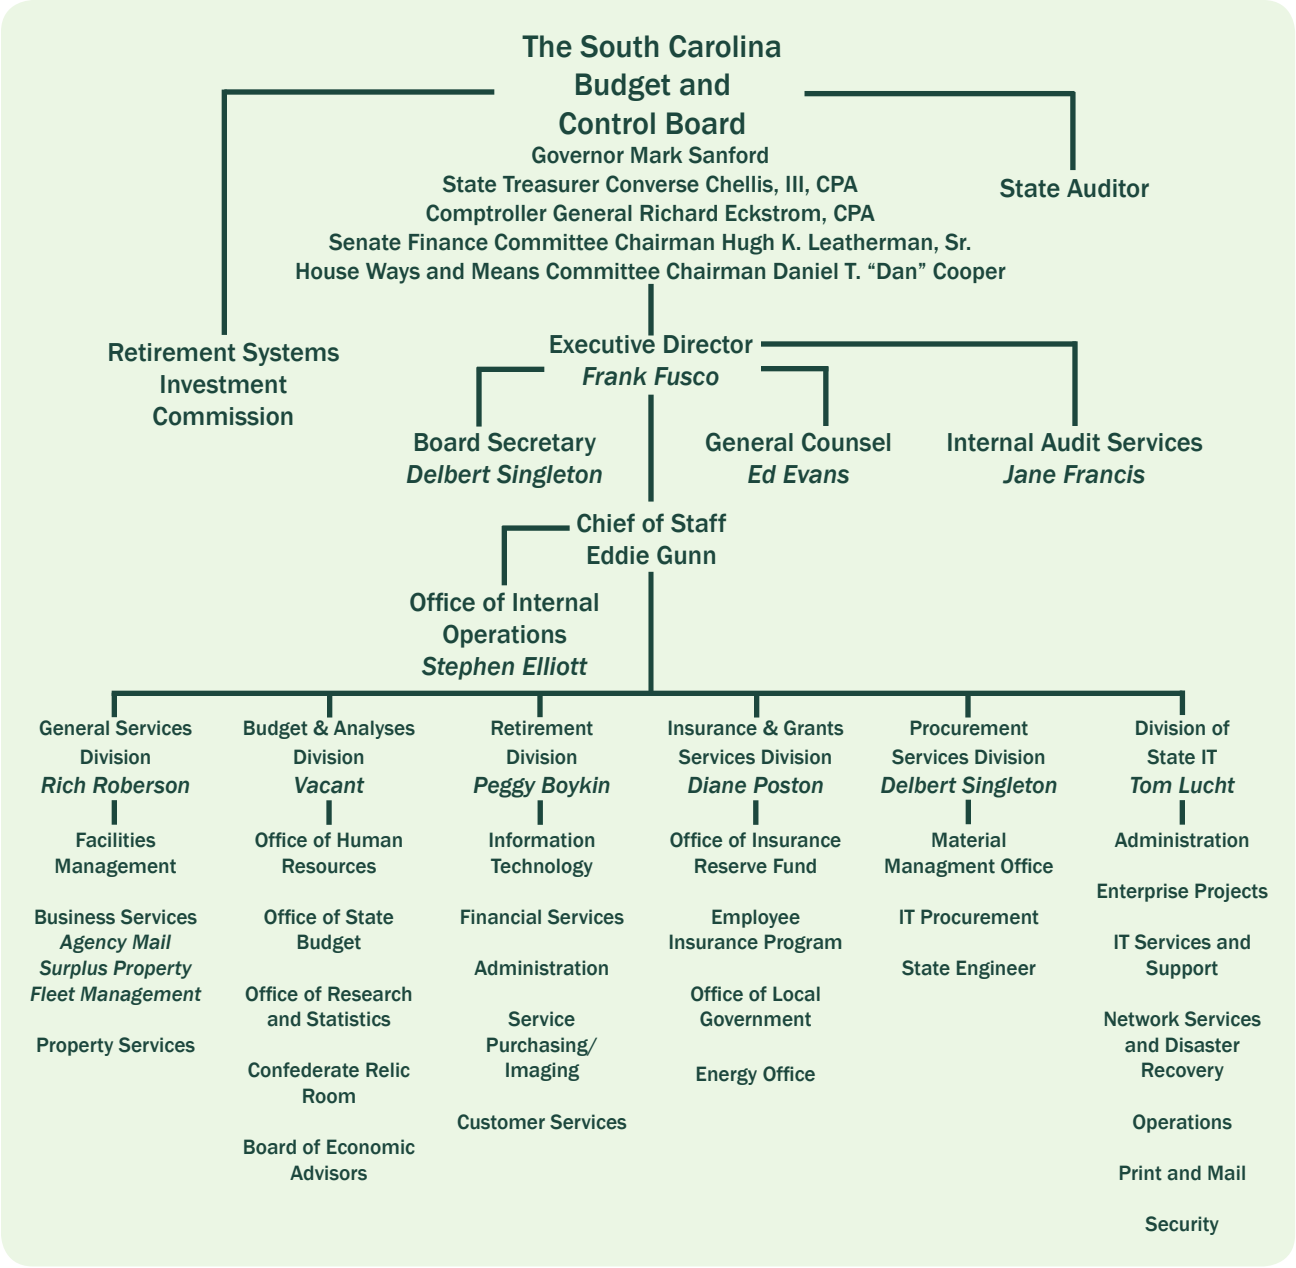 The South Carolina
Budget and
Control Board
Governor Mark Sanford
State Treasurer Converse Chellis, III, CPA
Comptroller General Richard Eckstrom, CPA
Senate Finance Committee Chairman Hugh K. Leatherman, Sr.
House Ways and Means Committee Chairman Daniel T. “Dan” Cooper
State Auditor
Retirement Systems
Investment
Commission
Executive Director
Frank Fusco
Board Secretary
Delbert Singleton
General Counsel
Ed Evans
Internal Audit Services
Jane Francis
Chief of Staff
Eddie Gunn
Office of Internal
Operations
Stephen Elliott
General Services
Division
Rich Roberson
Facilities
Management
Business Services
Agency Mail
Surplus Property
Fleet Management
Property Services
Budget & Analyses
Division
Vacant
Office of Human
Resources
Office of State
Budget
Office of Research
and Statistics
Confederate Relic
Room
Board of Economic
Advisors
Retirement
Division
Peggy Boykin
Information
Technology
Financial Services
Administration
Service
Purchasing/
Imaging
Customer Services
Insurance & Grants
Services Division
Diane Poston
Office of Insurance
Reserve Fund
Employee
Insurance Program
Office of Local
Government
Energy Office
Procurement
Services Division
Delbert Singleton
Material
Managment Office
IT Procurement
State Engineer
Division of
State IT
Tom Lucht
Administration
Enterprise Projects
IT Services and
Support
Network Services
and Disaster
Recovery
Operations
Print and Mail
Security